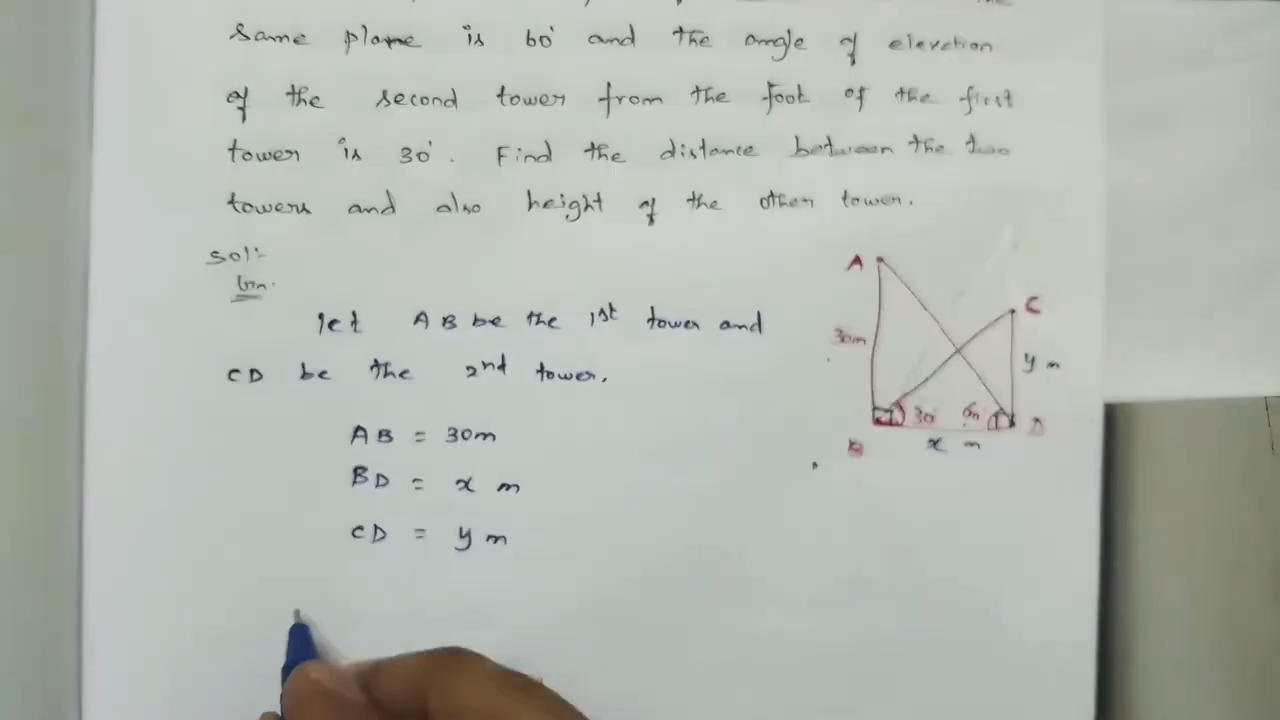 same plane is 60° and the angle of elevation
of the second tower from the foot of the first
tower is 30°. Find the distance between the two
towers and also height of the other tower.
Sol:-
Gn.
let AB be the 1st tower and
CD be the 2nd tower.
AB = 30m
BD = x m
CD = y m
A
C
30m
y m
30°
D
B
x m